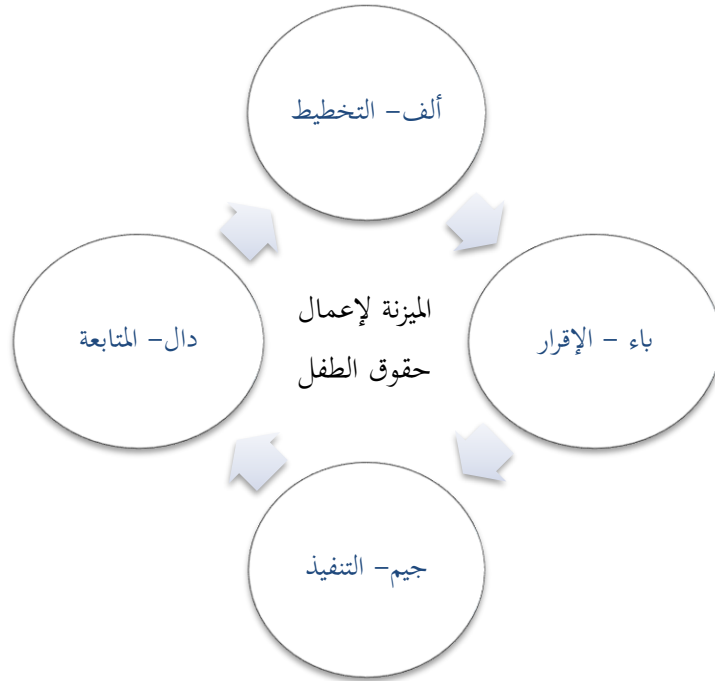 ألف– التخطيط
باء – الإقرار
الميزنة لإعمال
حقوق الطفل
دال– المتابعة
جيم– التنفيذ